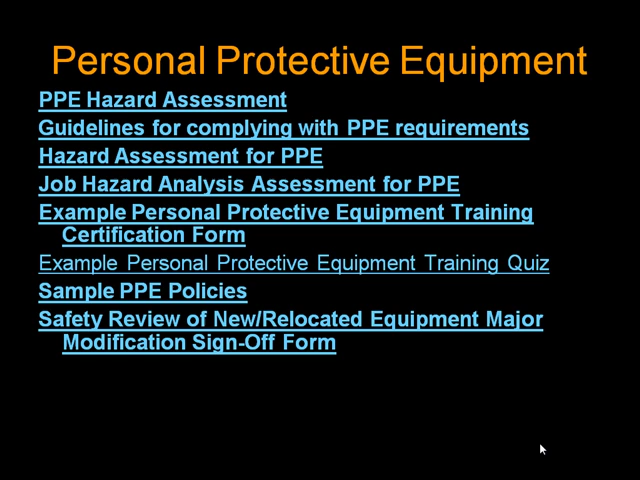 Personal Protective Equipment
PPE Hazard Assessment
Guidelines for complying with PPE requirements
Hazard Assessment for PPE
Job Hazard Analysis Assessment for PPE
Example Personal Protective Equipment Training
Certification Form
Example Personal Protective Equipment Training Quiz
Sample PPE Policies
Safety Review of New/Relocated Equipment Major
Modification Sign-Off Form